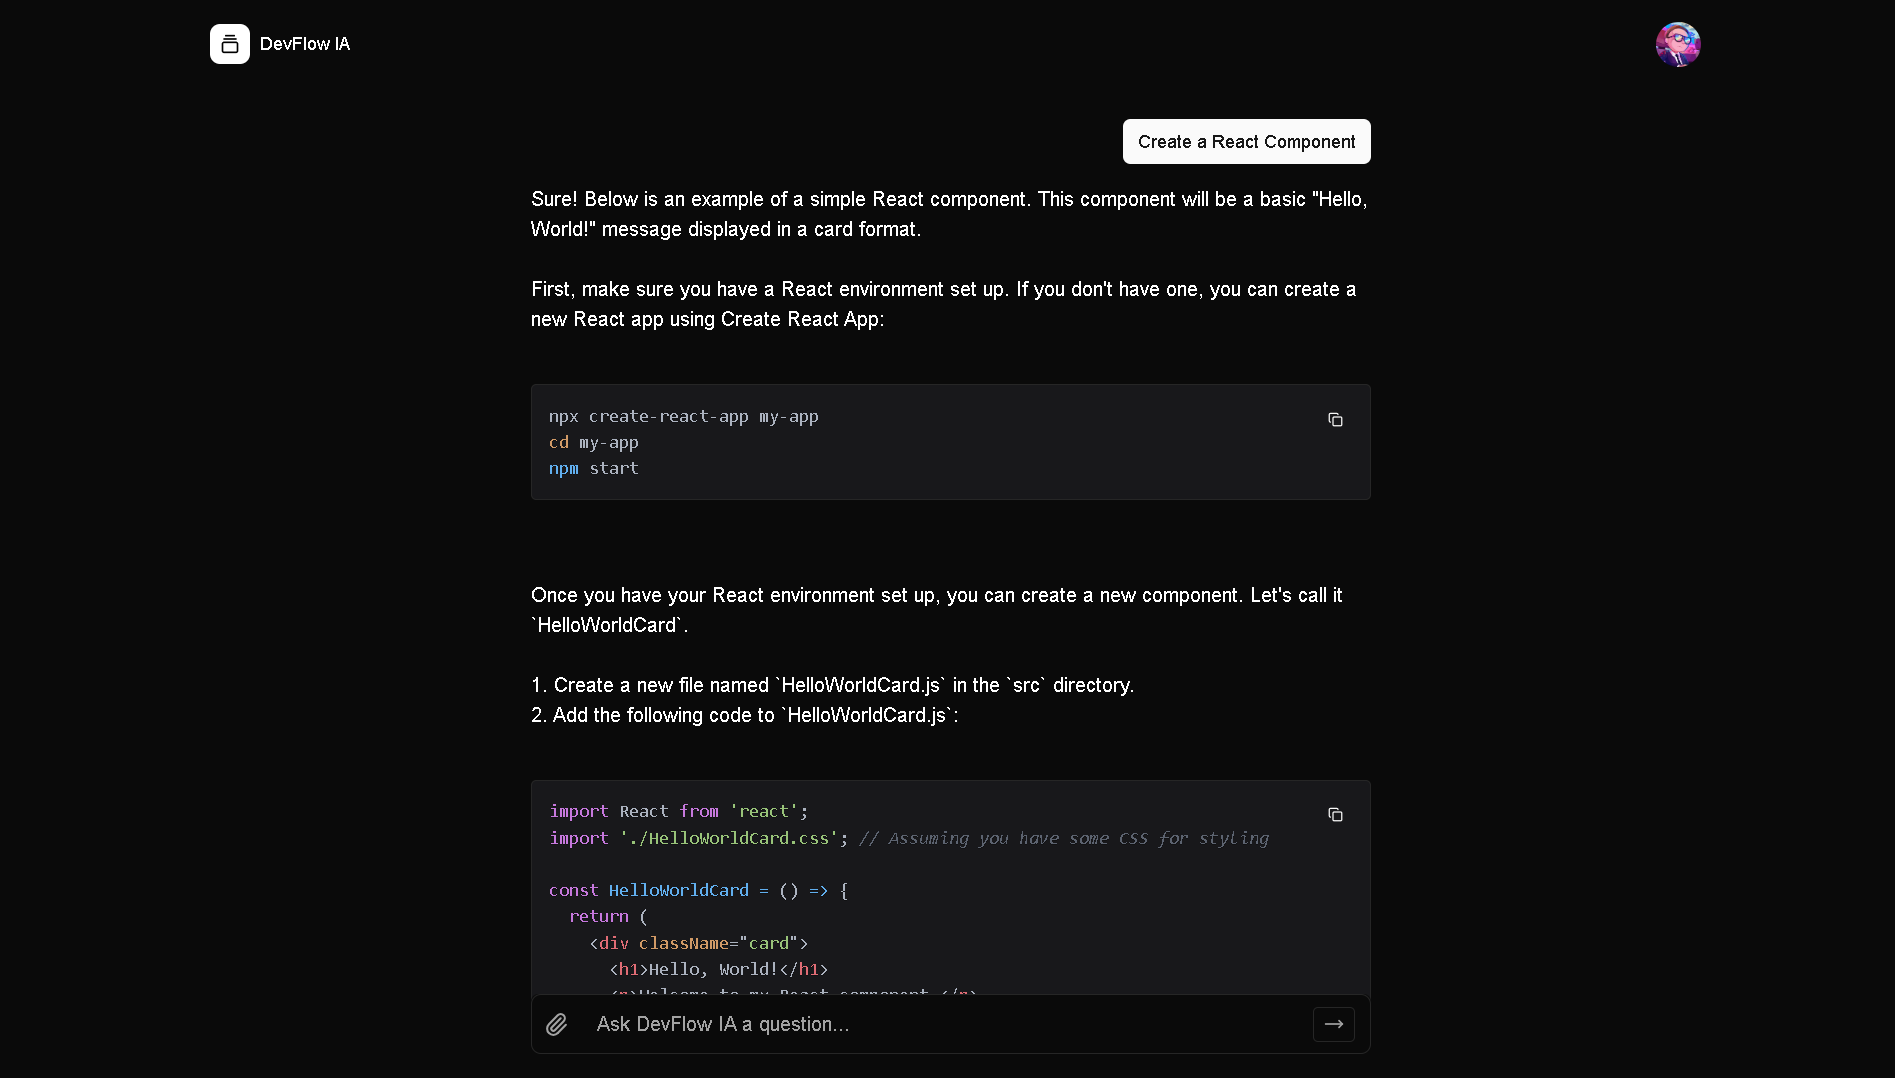 DevFlow IA
Create a React Component
Sure! Below is an example of a simple React component. This component will be a basic "Hello,
World!" message displayed in a card format.
First, make sure you have a React environment set up. If you don't have one, you can create a
new React app using Create React App:
npx create-react-app my-app
cd my-app
npm start
Once you have your React environment set up, you can create a new component. Let's call it
`HelloWorldCard`.
1. Create a new file named `HelloWorldCard.js` in the `src` directory.
2. Add the following code to `HelloWorldCard.js`:
import React from 'react';
import './HelloWorldCard.css'; // Assuming you have some CSS for styling
const HelloWorldCard = () => {
return (
<div className="card">
<h1>Hello, World!</h1>
<p>Welcome to my React component.</p>
Ask DevFlow IA a question...